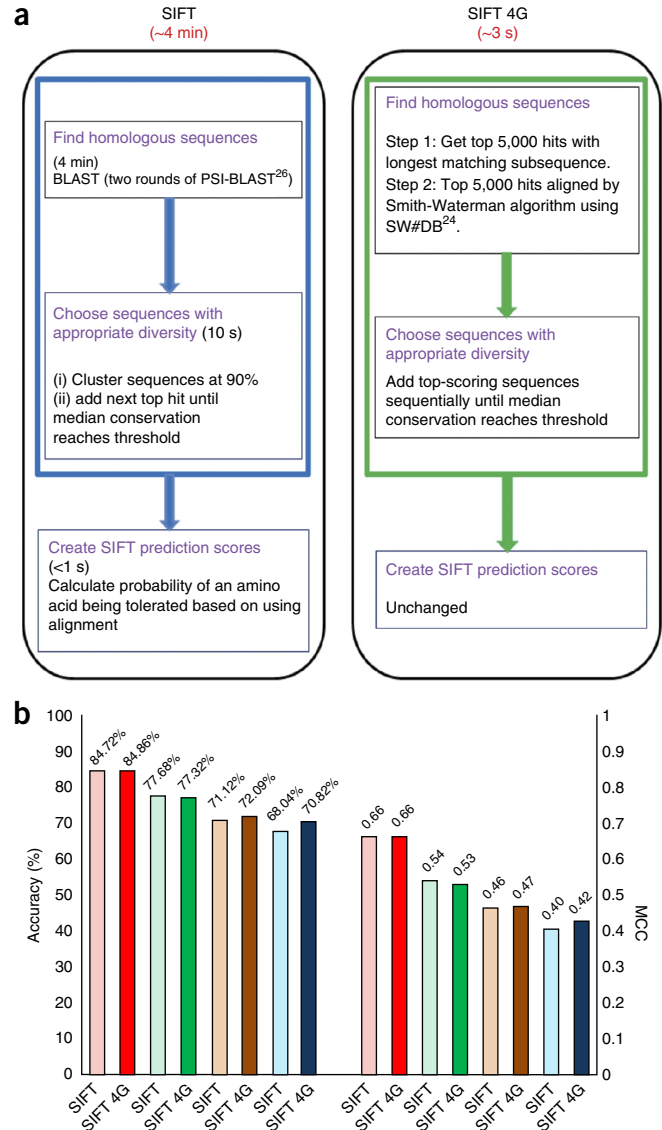 a
SIFT
(~4 min)
Find homologous sequences
(4 min)
BLAST (two rounds of PSI-BLAST26)
Choose sequences with
appropriate diversity (10 s)
(i) Cluster sequences at 90%
(ii) add next top hit until
median conservation
reaches threshold
Create SIFT prediction scores
(<1 s)
Calculate probability of an amino
acid being tolerated based on using
alignment
SIFT 4G
(~3 s)
Find homologous sequences
Step 1: Get top 5,000 hits with
longest matching subsequence.
Step 2: Top 5,000 hits aligned by
Smith-Waterman algorithm using
SW#DB24.
Choose sequences with
appropriate diversity
Add top-scoring sequences
sequentially until median
conservation reaches threshold
Create SIFT prediction scores
Unchanged
b
Accuracy (%)
100
90
80
70
60
50
40
30
20
10
0
84.72%
84.86%
77.68%
77.32%
71.12%
72.09%
68.04%
70.82%
0.66
0.66
0.54
0.53
0.46
0.47
0.40
0.42
1
0.9
0.8
0.7
0.6
0.5
0.4
0.3
0.2
0.1
0
MCC
SIFT
SIFT 4G
SIFT
SIFT 4G
SIFT
SIFT 4G
SIFT
SIFT 4G
SIFT
SIFT 4G
SIFT
SIFT 4G
SIFT
SIFT 4G
SIFT
SIFT 4G